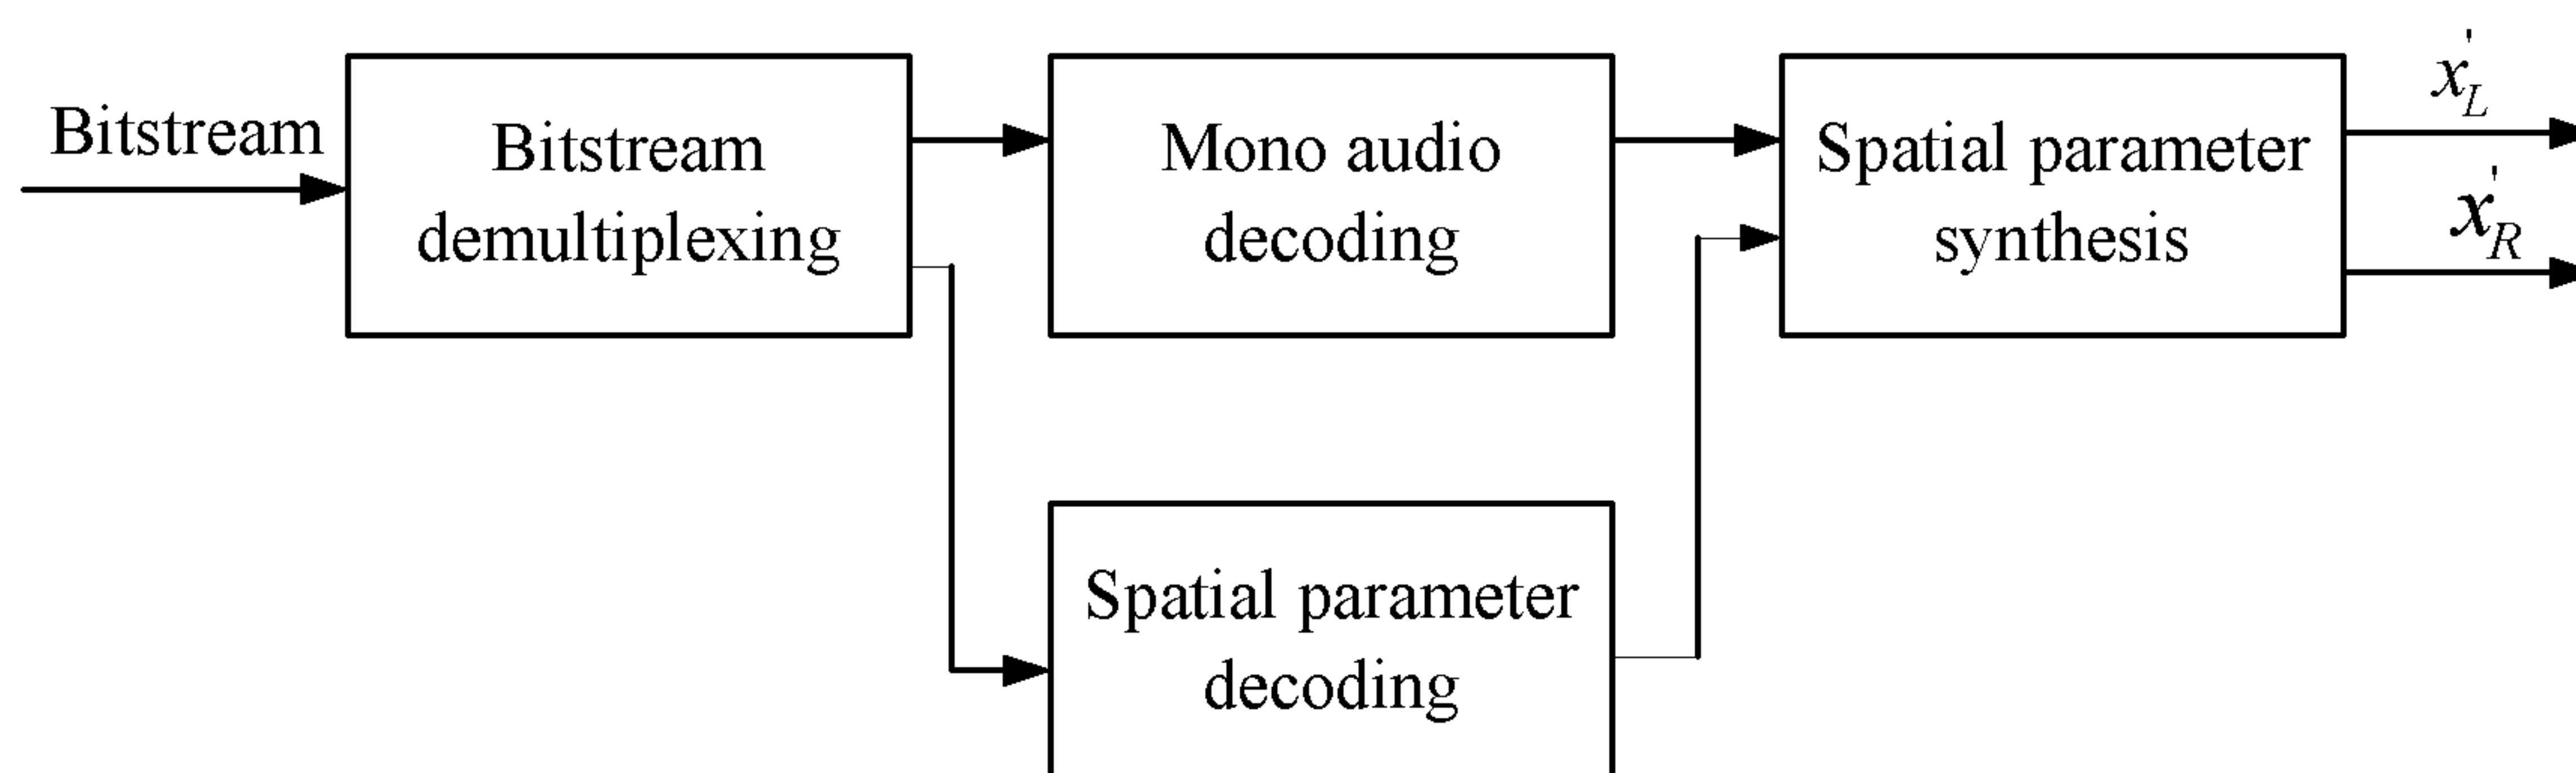 Bitstream
Bitstream
demultiplexing
Mono audio
decoding
Spatial parameter
synthesis
x'L
x'R
Spatial parameter
decoding